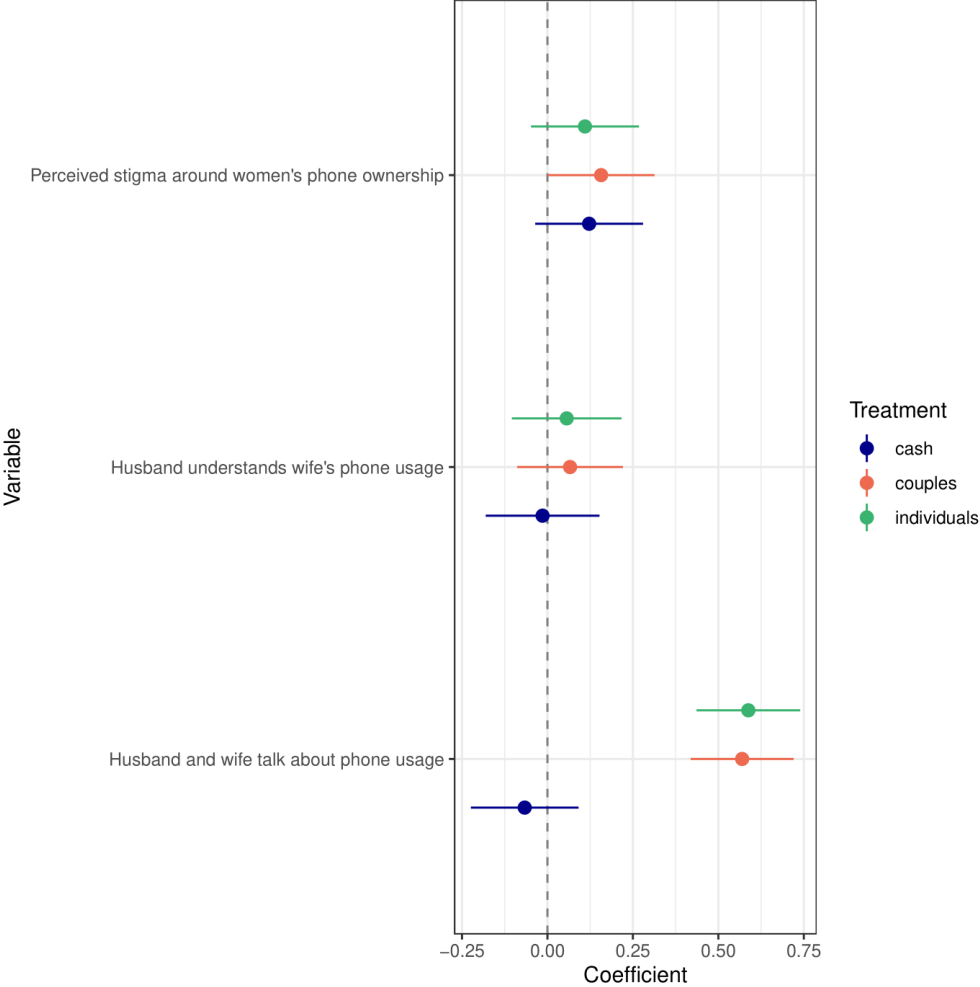 Perceived stigma around women's phone ownership
Husband understands wife's phone usage
Husband and wife talk about phone usage
Variable
−0.25 0.00 0.25 0.50 0.75
Coefficient
Treatment
cash
couples
individuals